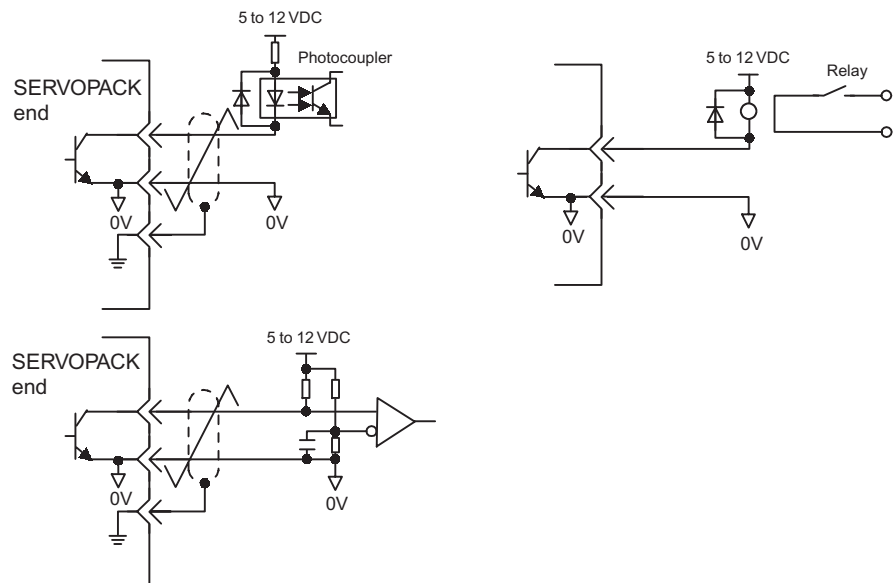 5 to 12 VDC
Photocoupler
SERVOPACK
end
0V
0V
5 to 12 VDC
Relay
0V
0V
5 to 12 VDC
SERVOPACK
end
0V
0V